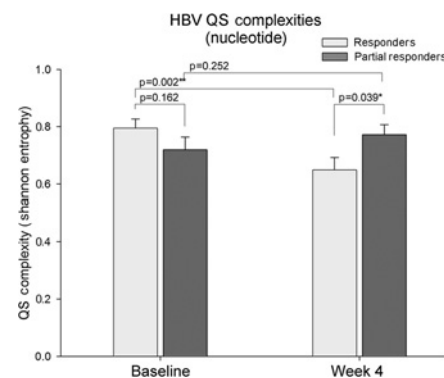 HBV QS complexities
(nucleotide)
Responders
Partial responders
p=0.252
p=0.002**
p=0.162
p=0.039*
QS complexity ( shannon entrophy)
1.0
0.8
0.6
0.4
0.2
0.0
Baseline
Week 4